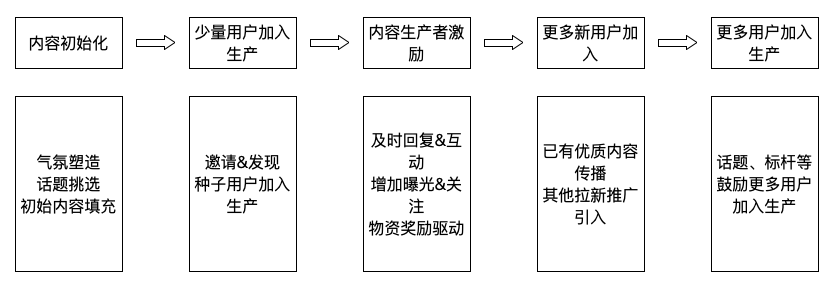 内容初始化
少量用户加入
生产
内容生产者激
励
更多新用户加
入
更多用户加入
生产
气氛塑造
话题挑选
初始内容填充
邀请&发现
种子用户加入
生产
及时回复&互
动
增加曝光&关
注
物资奖励驱动
已有优质内容
传播
其他拉新推广
引入
话题、标杆等
鼓励更多用户
加入生产